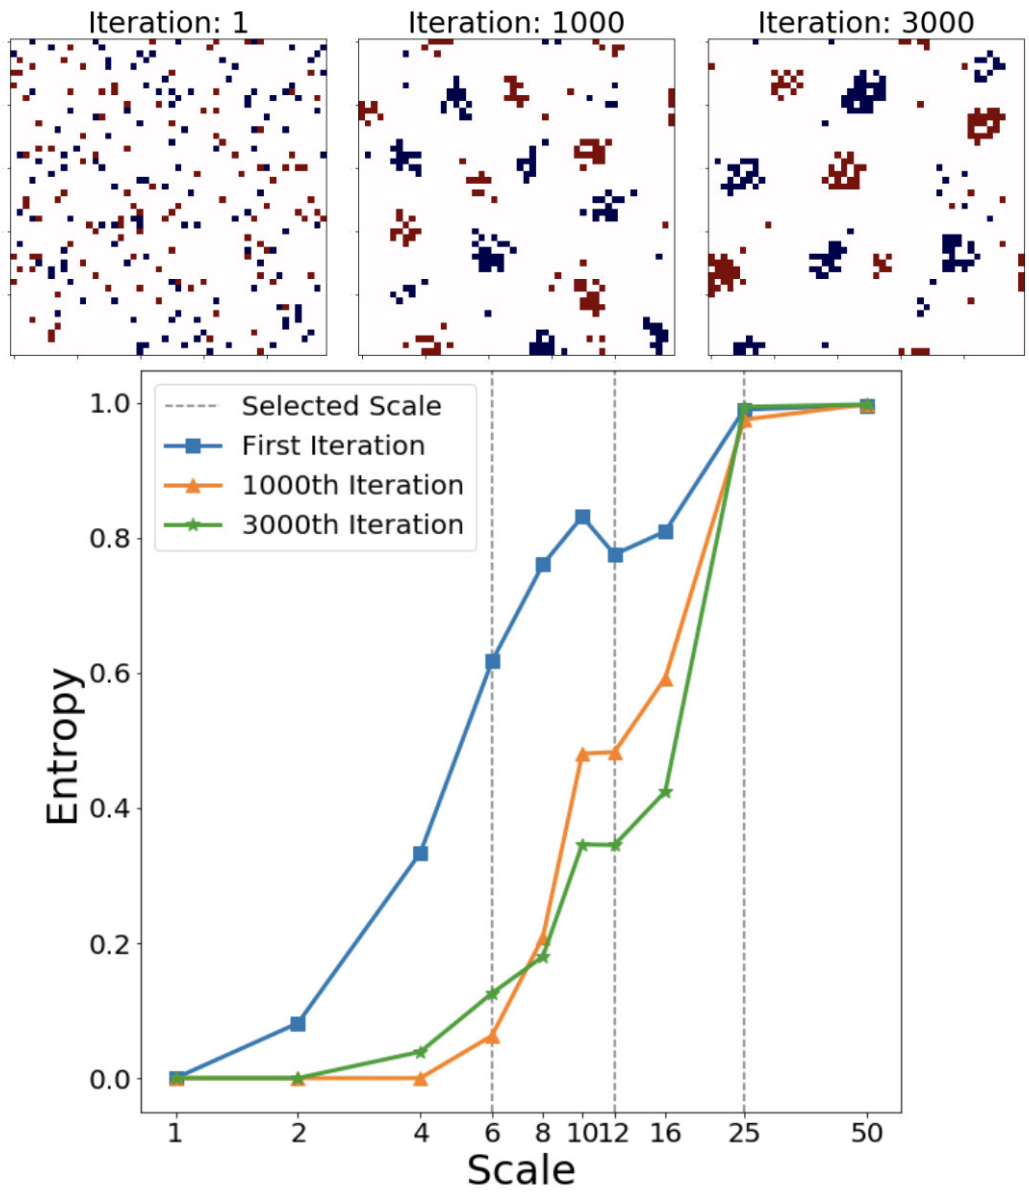 Iteration: 1 Iteration: 1000 Iteration: 3000
Selected Scale
First Iteration
1000th Iteration
3000th Iteration
1.0
0.8
0.6
0.4
0.2
0.0
Entropy
1 2 4 6 8 10 12 16 25 50
Scale